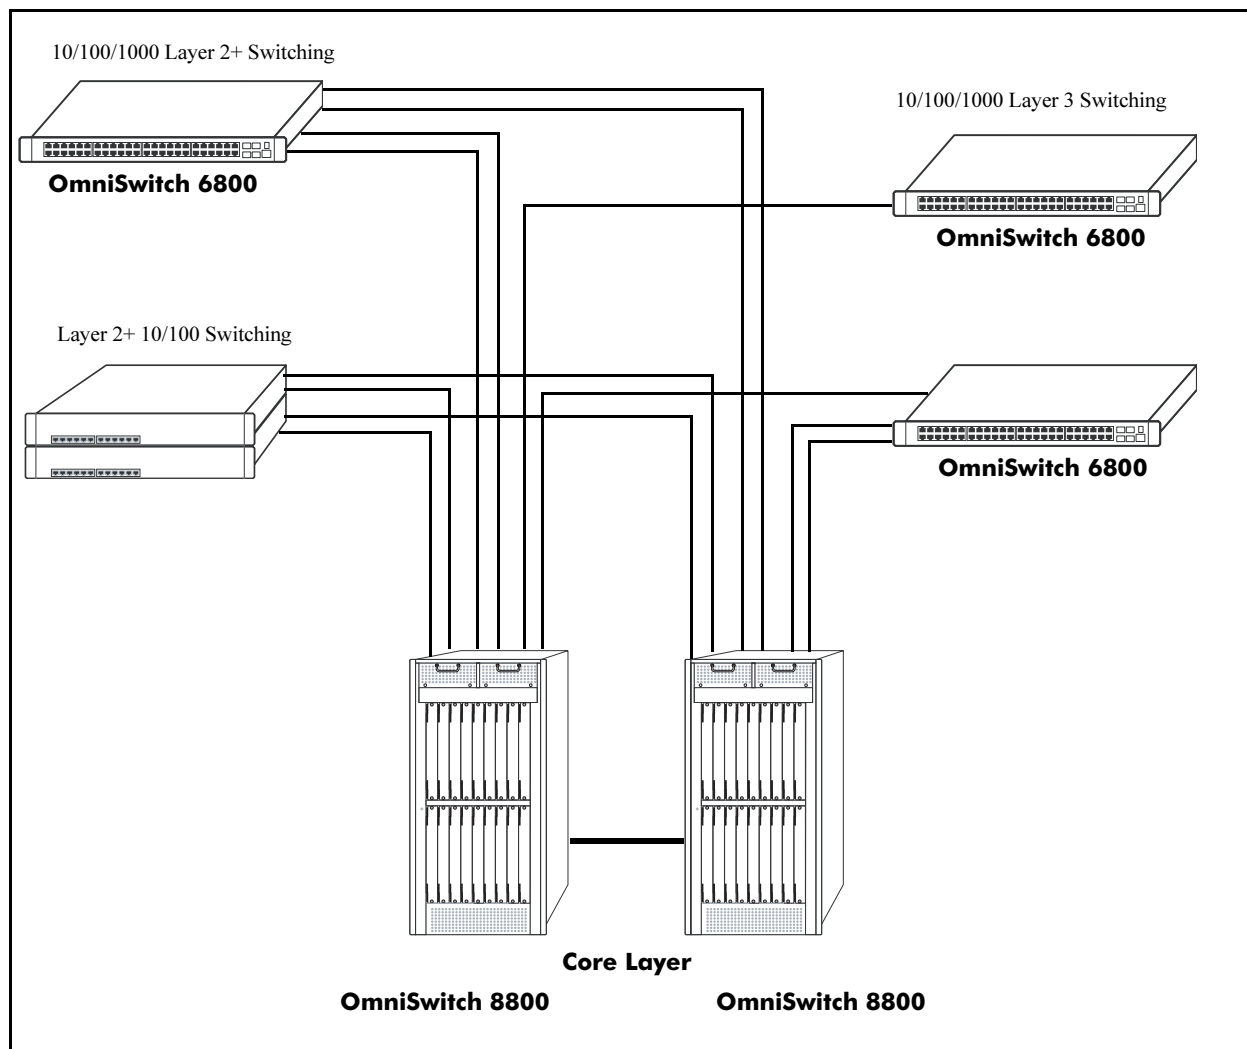 10/100/1000 Layer 2+ Switching
OmniSwitch 6800
10/100/1000 Layer 3 Switching
OmniSwitch 6800
Layer 2+ 10/100 Switching
OmniSwitch 6800
Core Layer
OmniSwitch 8800
OmniSwitch 8800